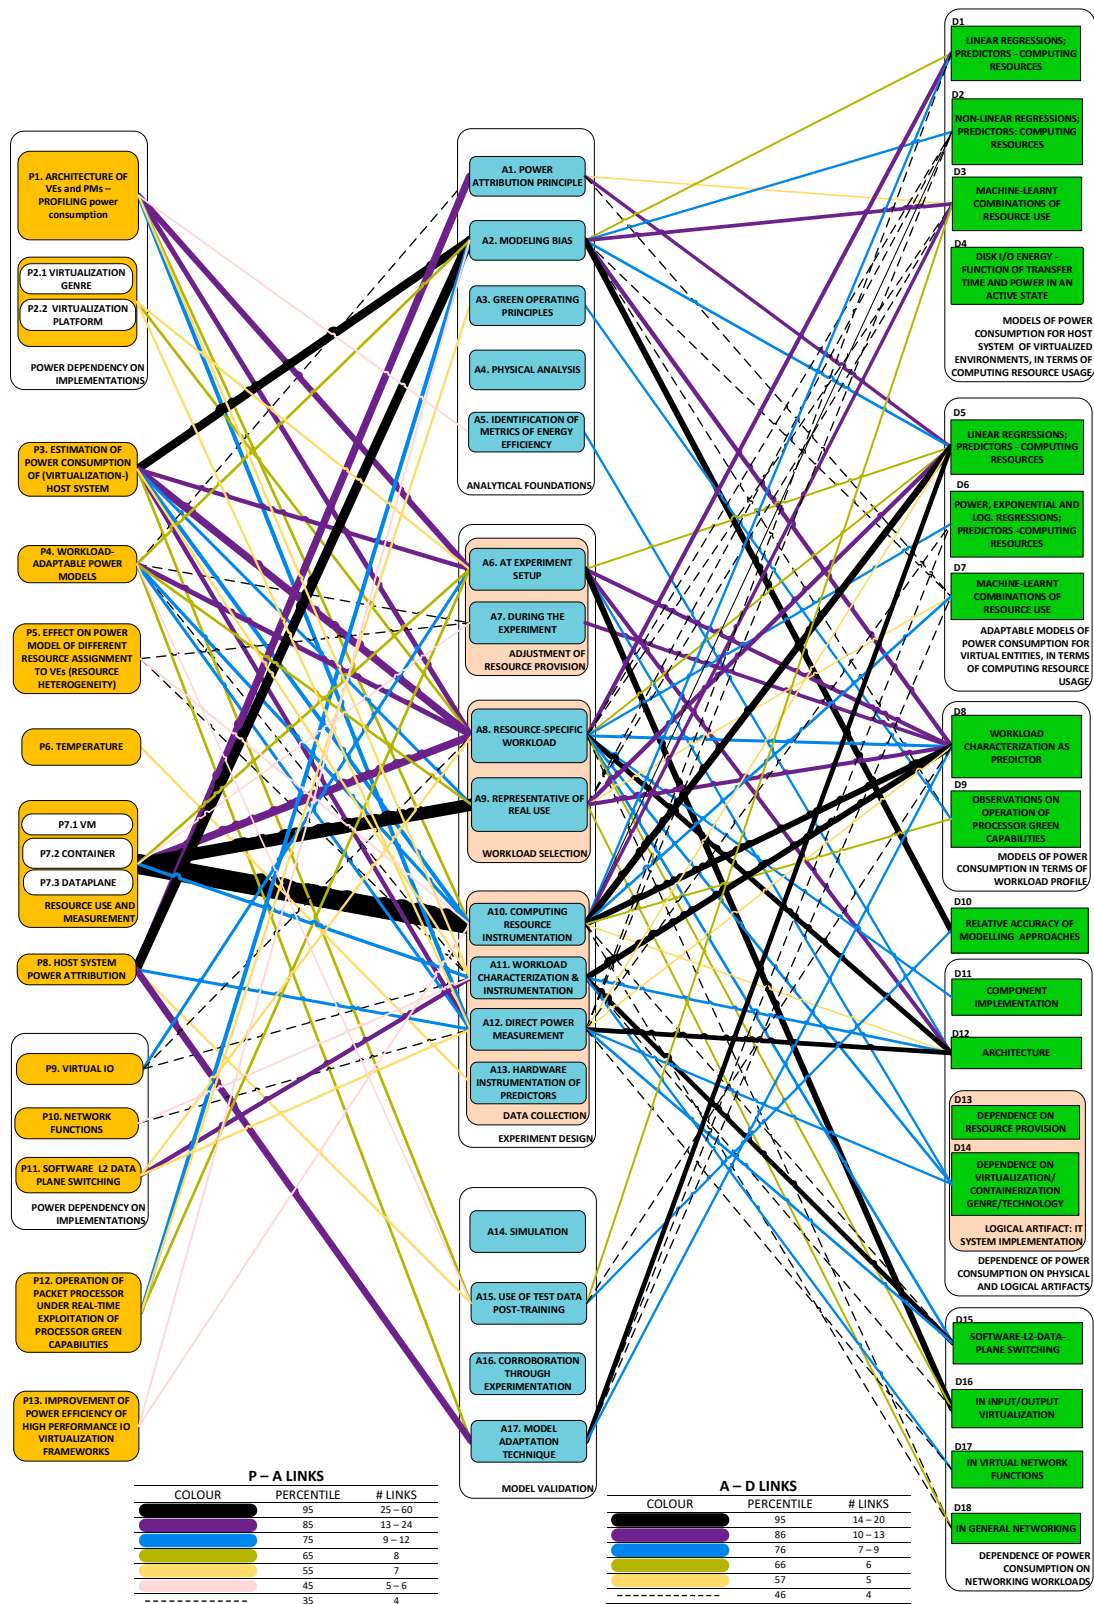 P1. ARCHITECTURE OF
VEs and PMs –
PROFILING power
consumption
P2.1 VIRTUALIZATION
GENRE
P2.2 VIRTUALIZATION
PLATFORM
POWER DEPENDENCY ON
IMPLEMENTATIONS
P3. ESTIMATION OF
POWER CONSUMPTION
OF (VIRTUALIZATION-)
HOST SYSTEM
P4. WORKLOAD-
ADAPTABLE POWER
MODELS
P5. EFFECT ON POWER
MODEL OF DIFFERENT
RESOURCE ASSIGNMENT
TO VEs (RESOURCE
HETEROGENEITY)
P6. TEMPERATURE
P7.1 VM
P7.2 CONTAINER
P7.3 DATAPLANE
RESOURCE USE AND
MEASUREMENT
P8. HOST SYSTEM
POWER ATTRIBUTION
P9. VIRTUAL IO
P10. NETWORK
FUNCTIONS
P11. SOFTWARE L2 DATA
PLANE SWITCHING
POWER DEPENDENCY ON
IMPLEMENTATIONS
P12. OPERATION OF
PACKET PROCESSOR
UNDER REAL-TIME
EXPLOITATION OF
PROCESSOR GREEN
CAPABILITIES
P13. IMPROVEMENT OF
POWER EFFICIENCY OF
HIGH PERFORMANCE IO
VIRTUALIZATION
FRAMEWORKS
A1. POWER
ATTRIBUTION PRINCIPLE
A2. MODELING BIAS
A3. GREEN OPERATING
PRINCIPLES
A4. PHYSICAL ANALYSIS
A5. IDENTIFICATION OF
METRICS OF ENERGY
EFFICIENCY
ANALYTICAL FOUNDATIONS
A6. AT EXPERIMENT
SETUP
A7. DURING THE
EXPERIMENT
ADJUSTMENT OF
RESOURCE PROVISION
A8. RESOURCE-SPECIFIC
WORKLOAD
A9. REPRESENTATIVE OF
REAL USE
WORKLOAD SELECTION
A10. COMPUTING
RESOURCE
INSTRUMENTATION
A11. WORKLOAD
CHARACTERIZATION &
INSTRUMENTATION
A12. DIRECT POWER
MEASUREMENT
A13. HARDWARE
INSTRUMENTATION OF
PREDICTORS
DATA COLLECTION
EXPERIMENT DESIGN
A14. SIMULATION
A15. USE OF TEST DATA
POST-TRAINING
A16. CORROBORATION
THROUGH
EXPERIMENTATION
A17. MODEL
ADAPTATION
TECHNIQUE
MODEL VALIDATION
D1
LINEAR REGRESSIONS;
PREDICTORS - COMPUTING
RESOURCES
D2
NON-LINEAR REGRESSIONS;
PREDICTORS: COMPUTING
RESOURCES
D3
MACHINE-LEARNT
COMBINATIONS OF
RESOURCE USE
D4
DISK I/O ENERGY -
FUNCTION OF TRANSFER
TIME AND POWER IN AN
ACTIVE STATE
MODELS OF POWER
CONSUMPTION FOR HOST
SYSTEM OF VIRTUALIZED
ENVIRONMENTS, IN TERMS OF
COMPUTING RESOURCE USAGE
D5
LINEAR REGRESSIONS;
PREDICTORS - COMPUTING
RESOURCES
D6
POWER, EXPONENTIAL AND
LOG. REGRESSIONS;
PREDICTORS -COMPUTING
RESOURCES
D7
MACHINE-LEARNT
COMBINATIONS OF
RESOURCE USE
ADAPTABLE MODELS OF
POWER CONSUMPTION FOR
VIRTUAL ENTITIES, IN TERMS
OF COMPUTING RESOURCE
USAGE
D8
WORKLOAD
CHARACTERIZATION AS
PREDICTOR
D9
OBSERVATIONS ON
OPERATION OF
PROCESSOR GREEN
CAPABILITIES
MODELS OF POWER
CONSUMPTION IN TERMS OF
WORKLOAD PROFILE
D10
RELATIVE ACCURACY OF
MODELLING APPROACHES
D11
COMPONENT
IMPLEMENTATION
D12
ARCHITECTURE
D13
DEPENDENCE ON
RESOURCE PROVISION
D14
DEPENDENCE ON
VIRTUALIZATION/
CONTAINERIZATION
GENRE/TECHNOLOGY
LOGICAL ARTIFACT: IT
SYSTEM IMPLEMENTATION
DEPENDENCE OF POWER
CONSUMPTION ON PHYSICAL
AND LOGICAL ARTIFACTS
D15
SOFTWARE-L2-DATA-
PLANE SWITCHING
D16
IN INPUT/OUTPUT
VIRTUALIZATION
D17
IN VIRTUAL NETWORK
FUNCTIONS
D18
IN GENERAL NETWORKING
DEPENDENCE OF POWER
CONSUMPTION ON
NETWORKING WORKLOADS
P – A LINKS
COLOUR PERCENTILE # LINKS
95 25 – 60
85 13 – 24
75 9 – 12
65 8
55 7
45 5 – 6
35 4
A – D LINKS
COLOUR PERCENTILE # LINKS
95 14 – 20
86 10 – 13
76 7 – 9
66 6
57 5
46 4